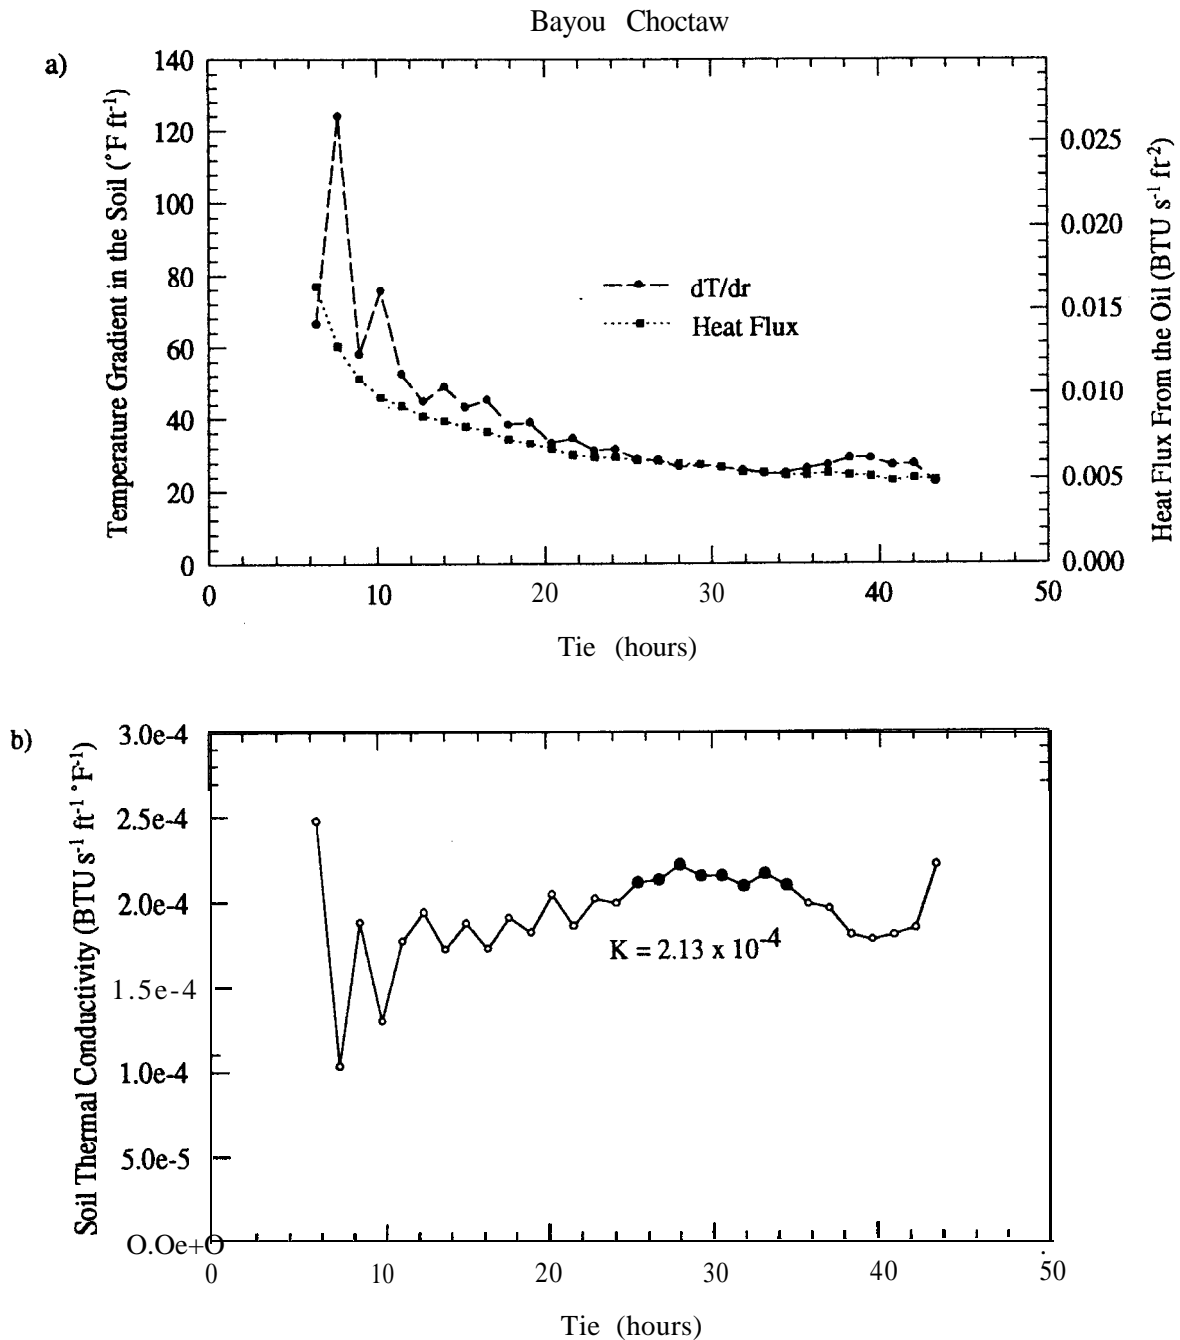 Bayou Choctaw
a)
Temperature Gradient in the Soil (°F ft⁻¹)
140
120
100
80
60
40
20
0
0.025
0.020
0.015
0.010
0.005
0.000
Heat Flux From the Oil (BTU s⁻¹ ft⁻²)
dT/dr
Heat Flux
0 10 20 30 40 50
Tie (hours)
b)
Soil Thermal Conductivity (BTU s⁻¹ ft⁻¹ °F⁻¹)
3.0e-4
2.5e-4
2.0e-4
1.5e-4
1.0e-4
5.0e-5
O.Oe+O
K = 2.13 x 10⁻⁴
0 10 20 30 40 50
Tie (hours)